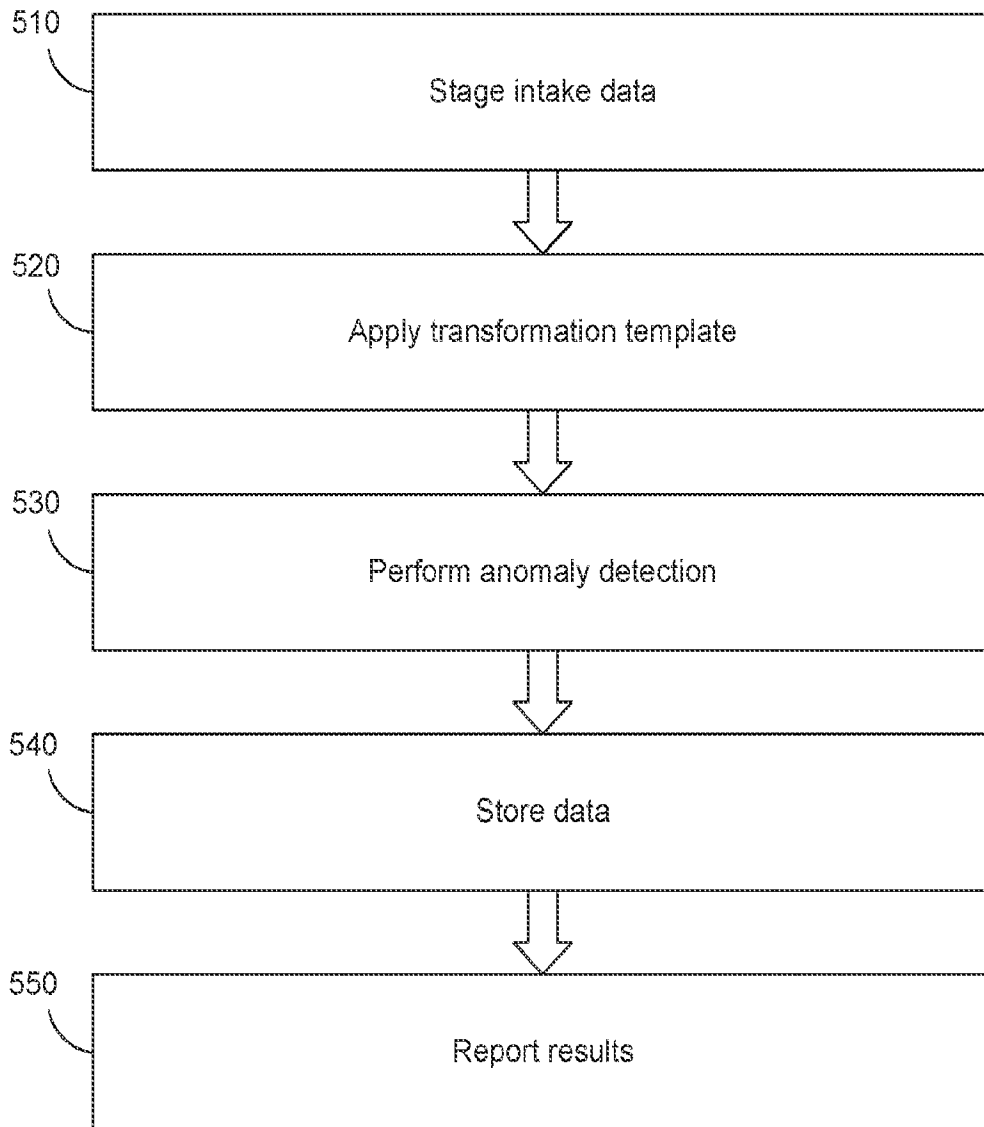 510
Stage intake data
520
Apply transformation template
530
Perform anomaly detection
540
Store data
550
Report results